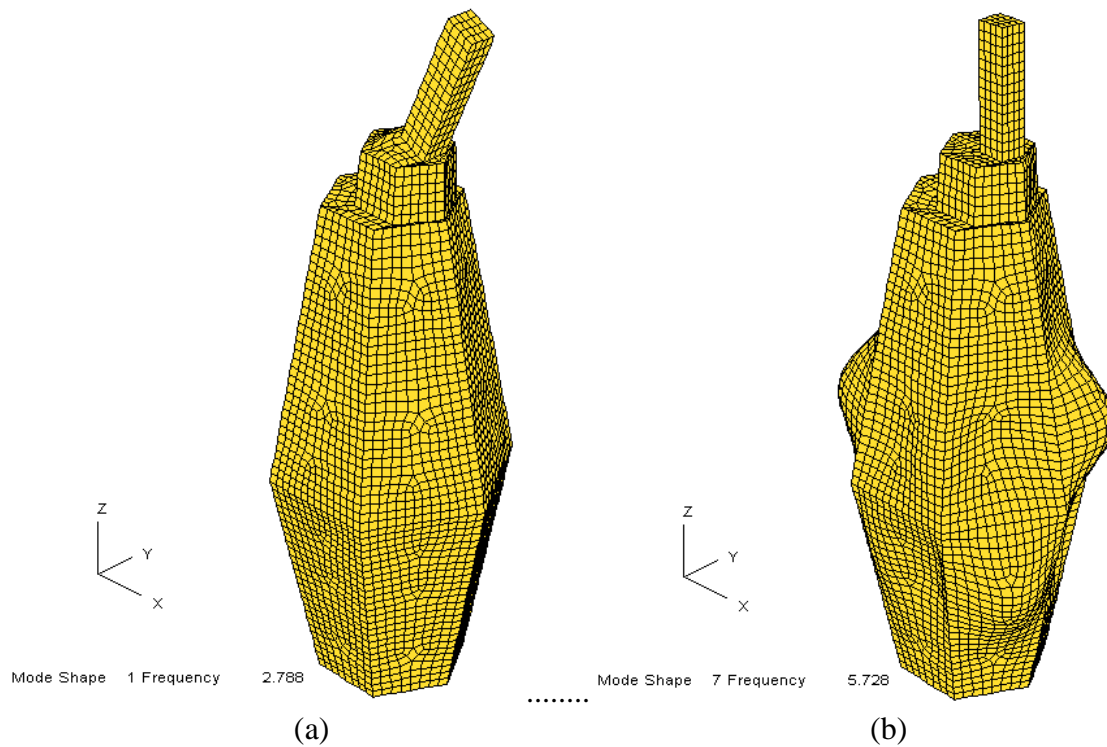 Z
Y
X
Mode Shape 1 Frequency 2.788
Z
Y
X
Mode Shape 7 Frequency 5.728
........
(a)
(b)